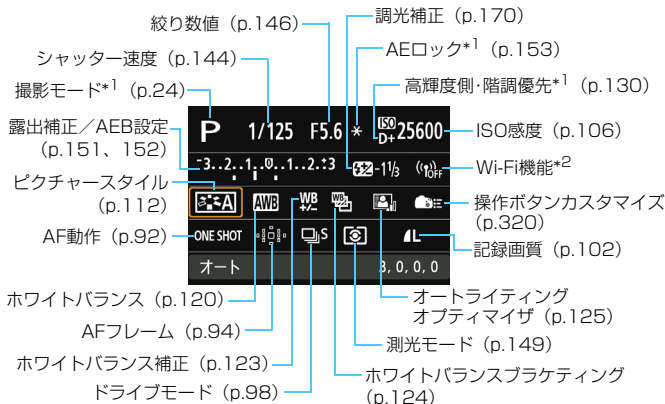 絞り数値（p.146）
調光補正（p.170）
シャッター速度（p.144）
AEロック*1（p.153）
撮影モード*1（p.24）
高輝度側・階調優先*1（p.130）
露出補正／AEB設定
（p.151、152）
P 1/125 F5.6 * ISO D+ 25600
ISO感度（p.106）
-3..2..1..0..1..2.:3 -1⅓ OFF
Wi-Fi機能*2
ピクチャースタイル
（p.112）
A AWB WB +/- WB
操作ボタンカスタマイズ
（p.320）
AF動作（p.92）
ONE SHOT S L
記録画質（p.102）
オート 3, 0, 0, 0
ホワイトバランス（p.120）
オートライティング
オプティマイザ（p.125）
AFフレーム（p.94）
測光モード（p.149）
ホワイトバランス補正（p.123）
ホワイトバランスブラケティング
（p.124）
ドライブモード（p.98）